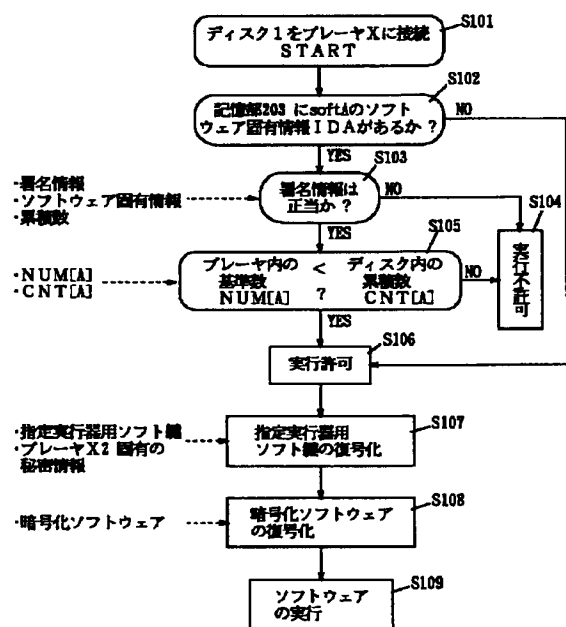 S101
ディスク1をプレーヤXに接続
START
S102
記憶部203 にsoftAのソフト
ウェア固有情報IDAがあるか?
NO
YES
S103
・署名情報
・ソフトウェア固有情報
・累積数
署名情報は
正当か?
NO
S104
実行不許可
YES
S105
・NUM[A]
・CNT[A]
プレーヤ内の < ディスク内の
基準数 累積数
NUM[A] ? CNT[A]
NO
YES
S106
実行許可
S107
・指定実行器用ソフト鍵
・プレーヤX2 固有の
秘密情報
指定実行器用
ソフト鍵の復号化
S108
・暗号化ソフトウェア
暗号化ソフトウェア
の復号化
S109
ソフトウェア
の実行